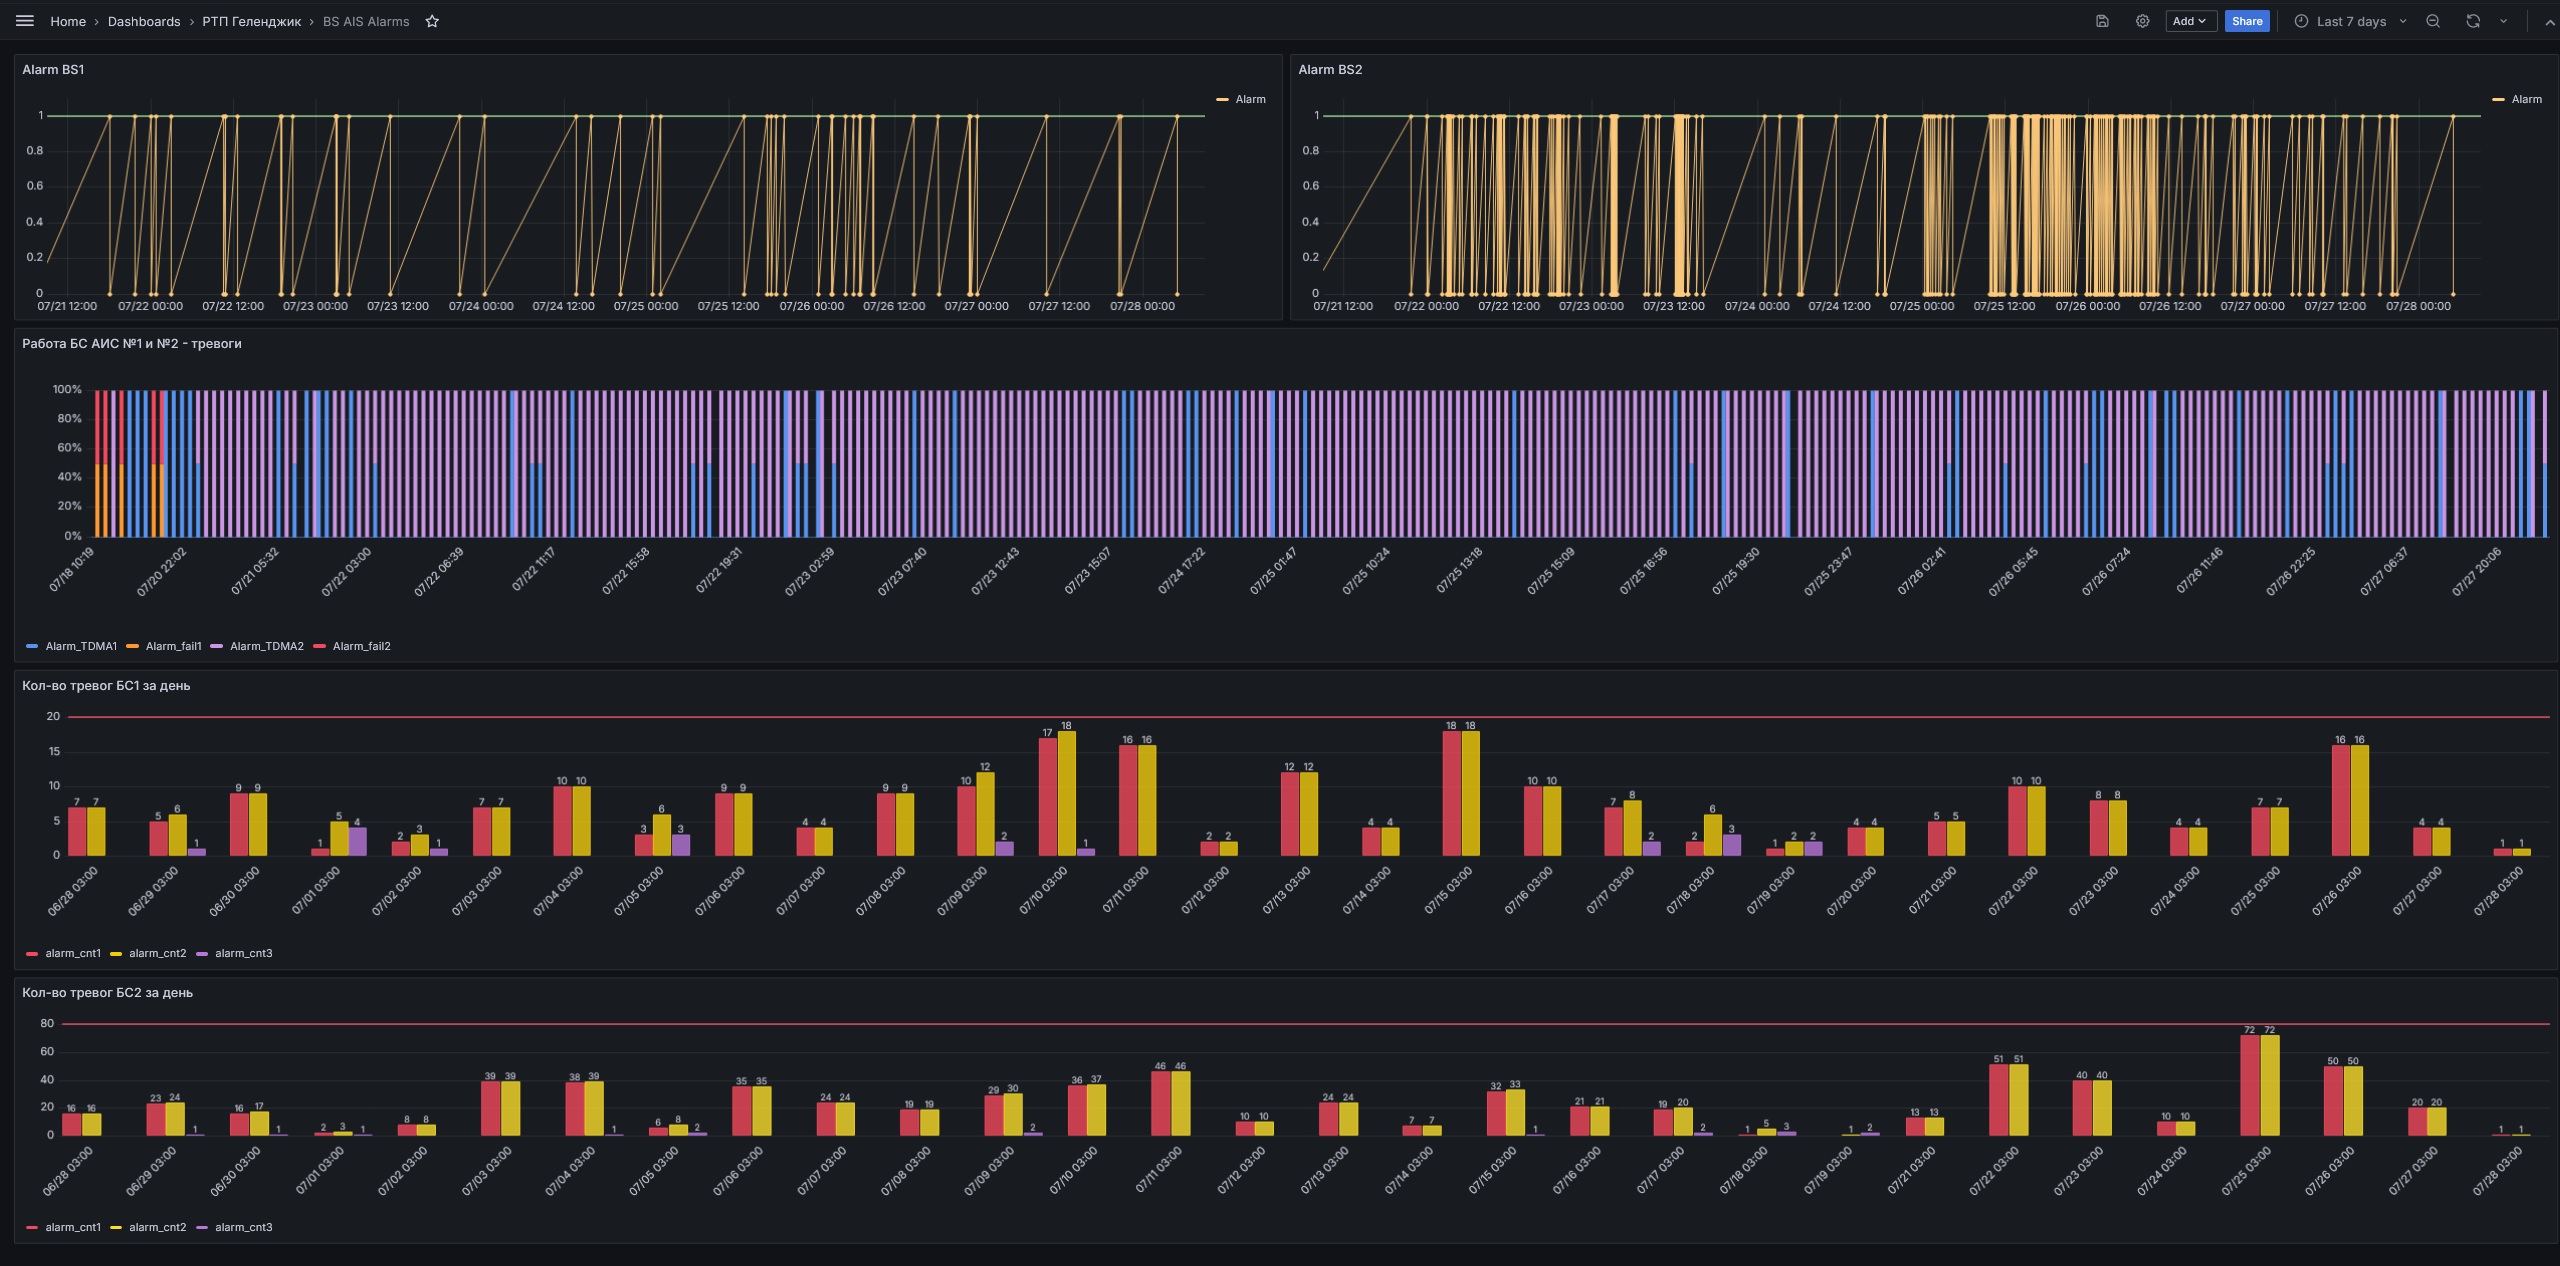 Home › Dashboards › РТП Геленджик › BS AIS Alarms
Add
Share
Last 7 days
Alarm BS1
Alarm
1
0.8
0.6
0.4
0.2
0
07/21 12:00 07/22 00:00 07/22 12:00 07/23 00:00 07/23 12:00 07/24 00:00 07/24 12:00 07/25 00:00 07/25 12:00 07/26 00:00 07/26 12:00 07/27 00:00 07/27 12:00 07/28 00:00
Alarm BS2
Alarm
1
0.8
0.6
0.4
0.2
0
07/21 12:00 07/22 00:00 07/22 12:00 07/23 00:00 07/23 12:00 07/24 00:00 07/24 12:00 07/25 00:00 07/25 12:00 07/26 00:00 07/26 12:00 07/27 00:00 07/27 12:00 07/28 00:00
Работа БС АИС №1 и №2 - тревоги
100%
80%
60%
40%
20%
0%
07/18 10:19 07/20 22:02 07/21 05:32 07/22 03:00 07/22 06:39 07/22 11:17 07/22 15:58 07/22 19:31 07/23 02:59 07/23 07:40 07/23 12:43 07/23 15:07 07/24 17:22 07/25 01:47 07/25 10:24 07/25 13:18 07/25 15:09 07/25 16:56 07/25 19:30 07/25 23:47 07/26 02:41 07/26 05:45 07/26 07:24 07/26 11:46 07/26 22:25 07/27 06:37 07/27 20:06
Alarm_TDMA1 Alarm_fail1 Alarm_TDMA2 Alarm_fail2
Кол-во тревог БС1 за день
20
15
10
5
0
7 7 5 6 1 9 9 1 5 4 2 3 1 7 7 10 10 3 6 3 9 9 4 4 9 9 10 12 2 17 18 1 16 16 2 2 12 12 4 4 18 18 10 10 7 8 2 2 6 3 1 2 2 4 4 5 5 10 10 8 8 4 4 7 7 16 16 4 4 1 1
06/28 03:00 06/29 03:00 06/30 03:00 07/01 03:00 07/02 03:00 07/03 03:00 07/04 03:00 07/05 03:00 07/06 03:00 07/07 03:00 07/08 03:00 07/09 03:00 07/10 03:00 07/11 03:00 07/12 03:00 07/13 03:00 07/14 03:00 07/15 03:00 07/16 03:00 07/17 03:00 07/18 03:00 07/19 03:00 07/20 03:00 07/21 03:00 07/22 03:00 07/23 03:00 07/24 03:00 07/25 03:00 07/26 03:00 07/27 03:00 07/28 03:00
alarm_cnt1 alarm_cnt2 alarm_cnt3
Кол-во тревог БС2 за день
80
60
40
20
0
16 16 23 24 1 16 17 1 2 3 1 8 8 39 39 38 39 1 6 8 2 35 35 24 24 19 19 29 30 2 36 37 46 46 10 10 24 24 7 7 32 33 1 21 21 19 20 2 1 5 3 1 2 13 13 51 51 40 40 10 10 72 72 50 50 20 20 1 1
06/28 03:00 06/29 03:00 06/30 03:00 07/01 03:00 07/02 03:00 07/03 03:00 07/04 03:00 07/05 03:00 07/06 03:00 07/07 03:00 07/08 03:00 07/09 03:00 07/10 03:00 07/11 03:00 07/12 03:00 07/13 03:00 07/14 03:00 07/15 03:00 07/16 03:00 07/17 03:00 07/18 03:00 07/19 03:00 07/21 03:00 07/22 03:00 07/23 03:00 07/24 03:00 07/25 03:00 07/26 03:00 07/27 03:00 07/28 03:00
alarm_cnt1 alarm_cnt2 alarm_cnt3